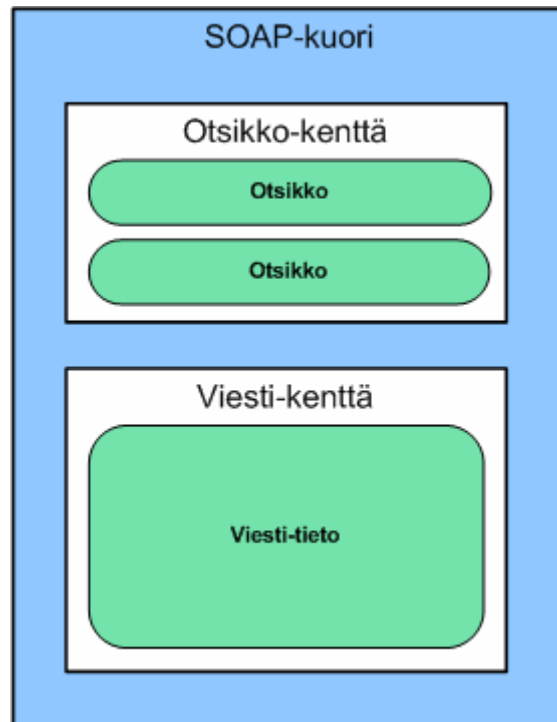 SOAP-kuori
Otsikko-kenttä
Otsikko
Otsikko
Viesti-kenttä
Viesti-tieto